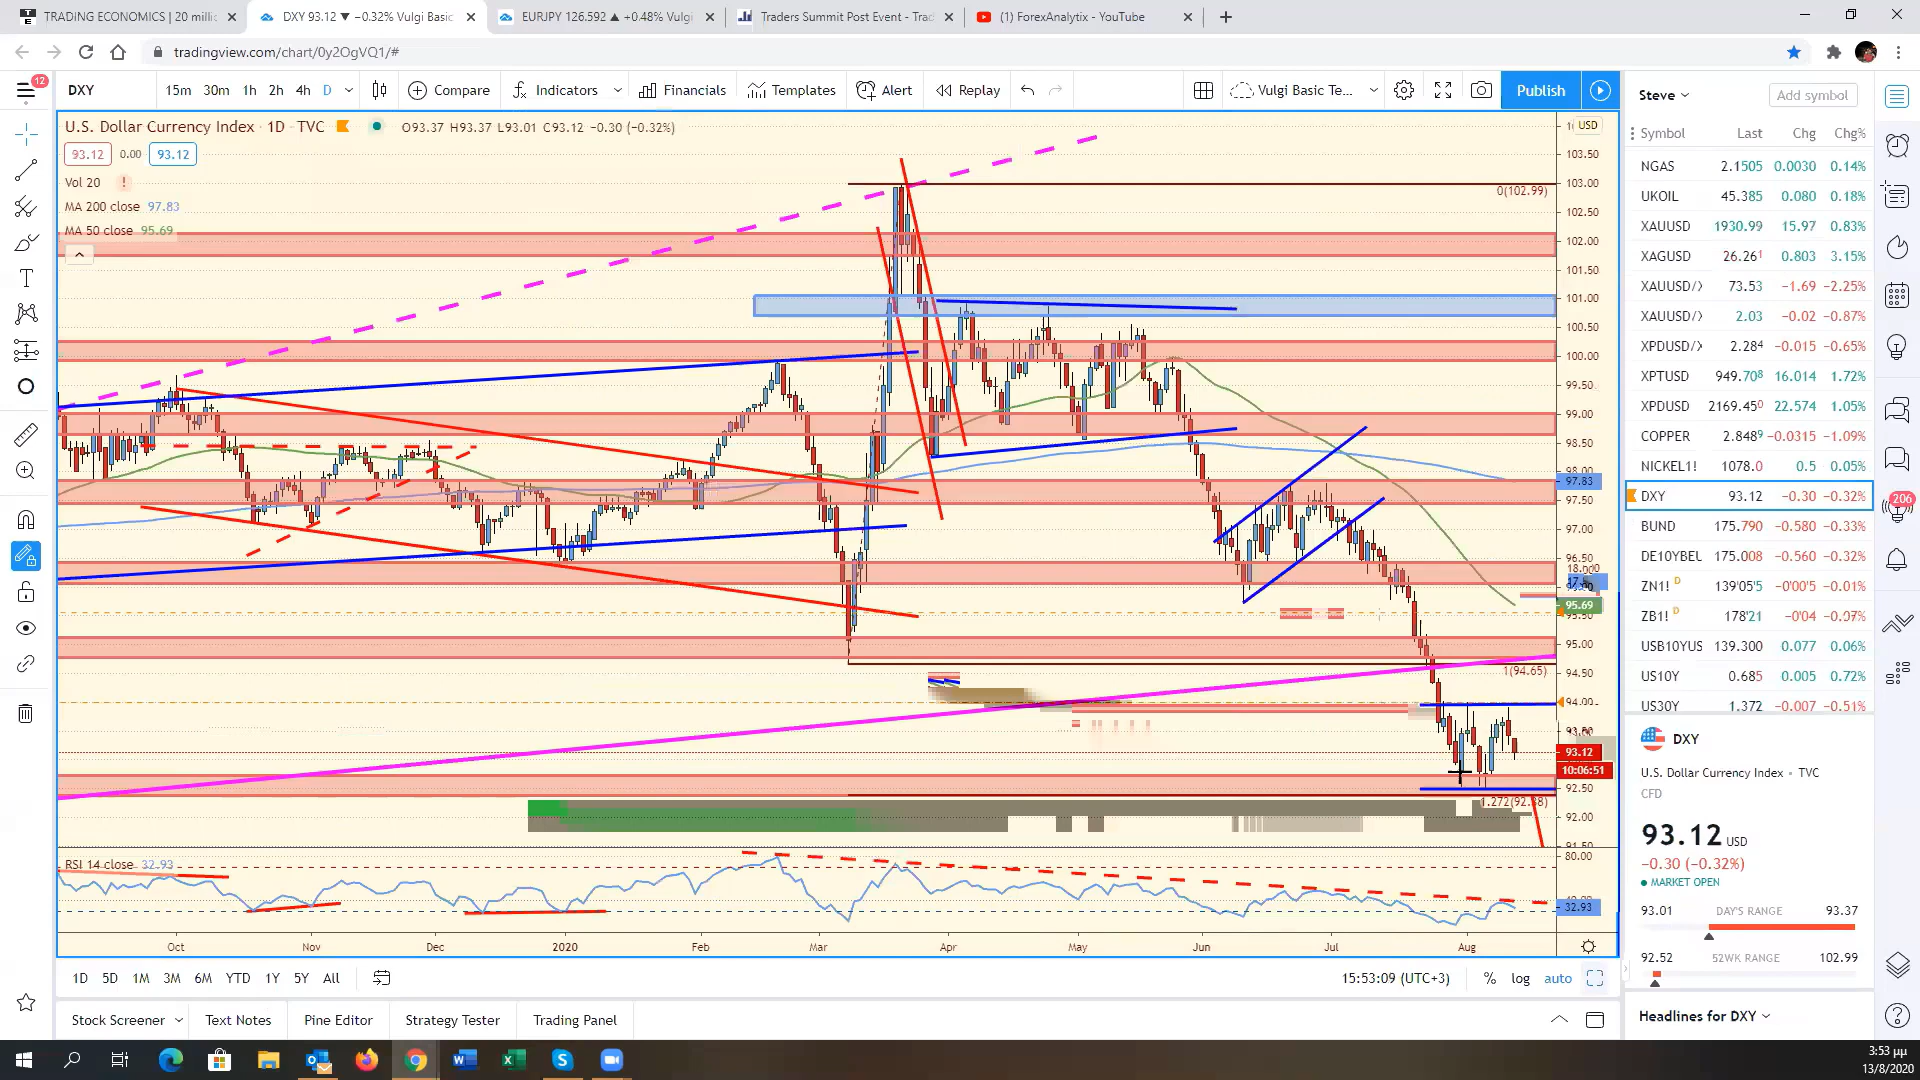 TRADING ECONOMICS | 20 milli
DXY 93.12 ▼ −0.32% Vulgi Basic
EURJPY 126.592 ▲ +0.48% Vulgi
Traders Summit Post Event - Trad
(1) ForexAnalytix - YouTube
tradingview.com/chart/0y2OgVQ1/#
12
DXY 15m 30m 1h 2h 4h D Compare Indicators Financials Templates Alert Replay Vulgi Basic Te... Publish
U.S. Dollar Currency Index · 1D · TVC O93.37 H93.37 L93.01 C93.12 −0.30 (−0.32%)
93.12 0.00 93.12
Vol 20 !
MA 200 close 97.83
MA 50 close 95.69
USD
103.50
103.00
102.50
102.00
101.50
101.00
100.50
100.00
99.50
99.00
98.50
98.00
97.83
97.50
97.00
96.50
95.69
95.00
94.50
94.00
93.12
10:06:51
92.50
92.00
0(102.99)
1(94.65)
RSI 14 close 32.93
80.00
32.93
Oct Nov Dec 2020 Feb Mar Apr May Jun Jul Aug
1D 5D 1M 3M 6M YTD 1Y 5Y All
15:53:09 (UTC+3) % log auto
Stock Screener Text Notes Pine Editor Strategy Tester Trading Panel
Steve Add symbol
Symbol Last Chg Chg%
NGAS 2.1505 0.0030 0.14%
UKOIL 45.385 0.080 0.18%
XAUUSD 1930.99 15.97 0.83%
XAGUSD 26.261 0.803 3.15%
XAUUSD/X 73.53 −1.69 −2.25%
XAUUSD/X 2.03 −0.02 −0.87%
XPDUSD/X 2.284 −0.015 −0.65%
XPTUSD 949.708 16.014 1.72%
XPDUSD 2169.450 22.574 1.05%
COPPER 2.8489 −0.0315 −1.09%
NICKEL1! 1078.0 0.5 0.05%
DXY 93.12 −0.30 −0.32%
BUND 175.790 −0.580 −0.33%
DE10YBEU 175.008 −0.560 −0.32%
ZN1! D 139'05'5 −0'00'5 −0.01%
ZB1! D 178'21 −0'04 −0.07%
USB10YUS 139.300 0.077 0.06%
US10Y 0.685 0.005 0.72%
US30Y 1.372 −0.007 −0.51%
206
DXY
U.S. Dollar Currency Index • TVC
CFD
93.12 USD
−0.30 (−0.32%)
MARKET OPEN
93.01 DAY'S RANGE 93.37
92.52 52WK RANGE 102.99
Headlines for DXY
3:53 μμ
13/8/2020